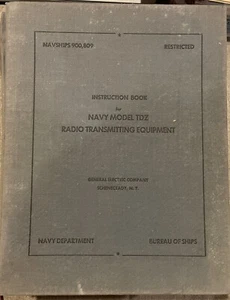 NAVSHIPS 900,809 RESTRICTED
INSTRUCTION BOOK
for
NAVY MODEL TDZ
RADIO TRANSMITTING EQUIPMENT
GENERAL ELECTRIC COMPANY
SCHENECTADY, N. Y.
NAVY DEPARTMENT BUREAU OF SHIPS